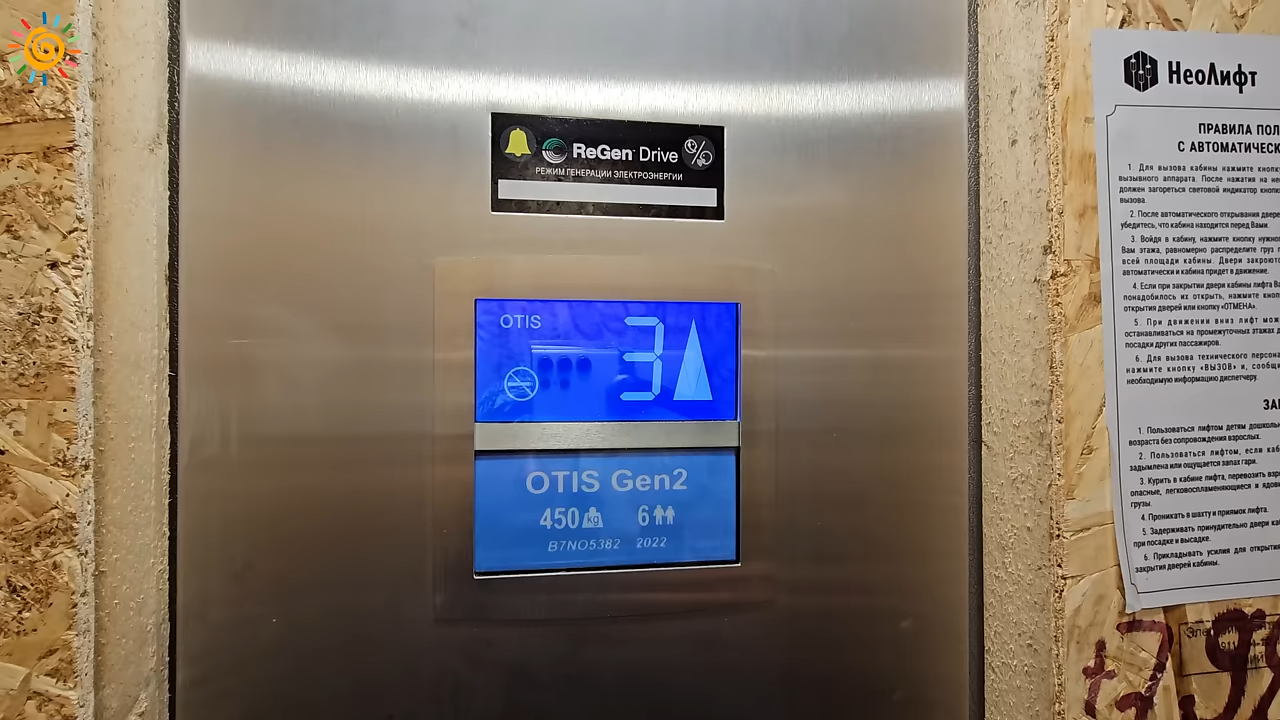 ReGen Drive
РЕЖИМ ГЕНЕРАЦИИ ЭЛЕКТРОЭНЕРГИИ
OTIS
3
OTIS Gen2
450 kg 6
B7NO5382 2022
НеоЛифт
ПРАВИЛА ПОЛ
С АВТОМАТИЧЕСК
1. Для вызова кабины нажмите кнопку
вызывного аппарата. После нажатия на не
должен загореться световой индикатор кнопки
вызова.
2. После автоматического открывания двере
убедитесь, что кабина находится перед Вами.
3. Войдя в кабину, нажмите кнопку нужно
Вам этажа, равномерно распределите груз п
всей площади кабины. Двери закроютс
автоматически и кабина придет в движение.
4. Если при закрытии двери кабины лифта Ва
понадобилось их открыть, нажмите кноп
открытия дверей или кнопку «ОТМЕНА».
5. При движении вниз лифт мож
останавливаться на промежуточных этажах д
посадки других пассажиров.
6. Для вызова технического персона
нажмите кнопку «ВЫЗОВ» и, сообщи
необходимую информацию диспетчеру.
ЗАП
1. Пользоваться лифтом детям дошколь
возраста без сопровождения взрослых.
2. Пользоваться лифтом, если каб
задымлена или ощущается запах гари.
3. Курить в кабине лифта, перевозить взр
опасные, легковоспламеняющиеся и ядов
грузы.
4. Проникать в шахту и приямок лифта.
5. Задерживать принудительно двери ка
при посадке и высадке.
6. Прикладывать усилия для открыти
закрытия дверей кабины.